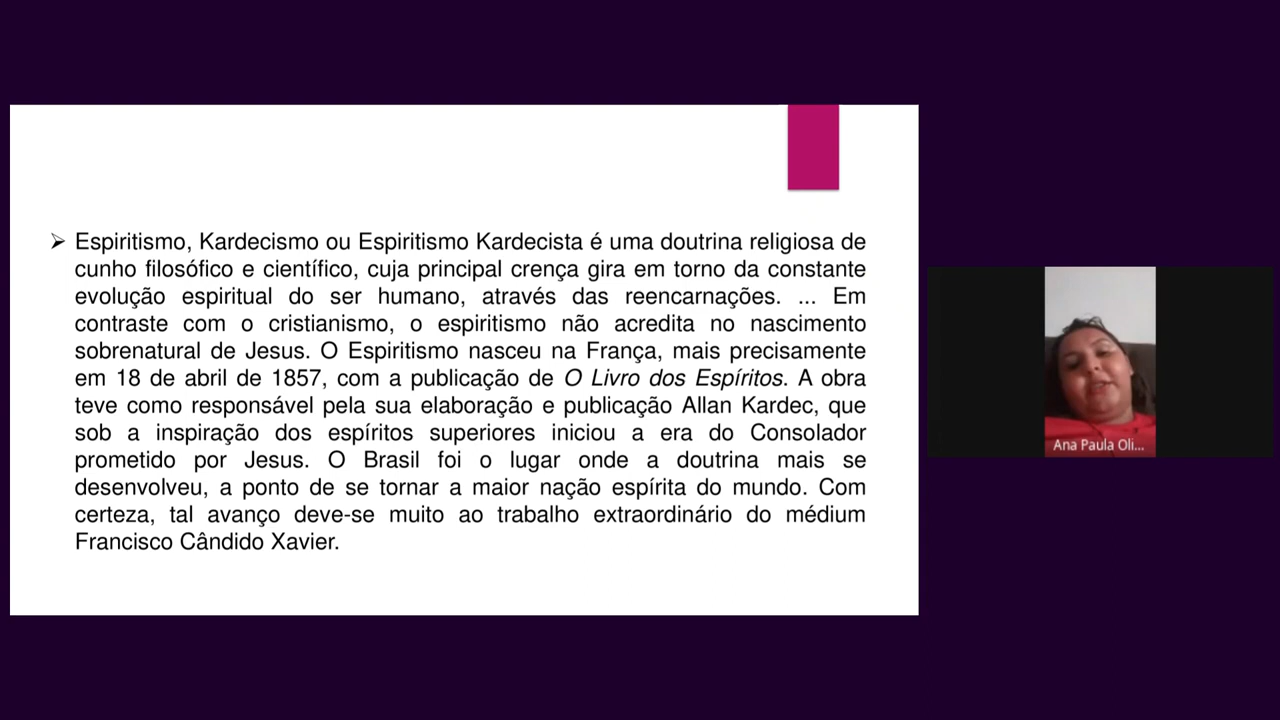 ➢ Espiritismo, Kardecismo ou Espiritismo Kardecista é uma doutrina religiosa de
cunho filosófico e científico, cuja principal crença gira em torno da constante
evolução espiritual do ser humano, através das reencarnações. ... Em
contraste com o cristianismo, o espiritismo não acredita no nascimento
sobrenatural de Jesus. O Espiritismo nasceu na França, mais precisamente
em 18 de abril de 1857, com a publicação de O Livro dos Espíritos. A obra
teve como responsável pela sua elaboração e publicação Allan Kardec, que
sob a inspiração dos espíritos superiores iniciou a era do Consolador
prometido por Jesus. O Brasil foi o lugar onde a doutrina mais se
desenvolveu, a ponto de se tornar a maior nação espírita do mundo. Com
certeza, tal avanço deve-se muito ao trabalho extraordinário do médium
Francisco Cândido Xavier.
Ana Paula Oli...